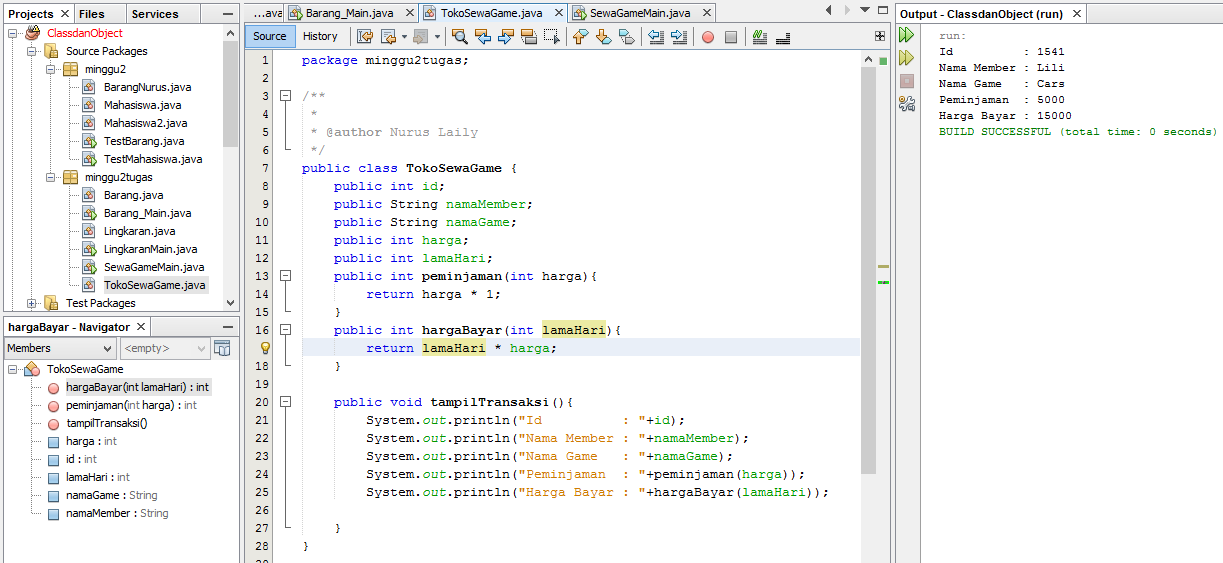 Projects Files Services
ClassdanObject
Source Packages
minggu2
BarangNurus.java
Mahasiswa.java
Mahasiswa2.java
TestBarang.java
TestMahasiswa.java
minggu2tugas
Barang.java
Barang_Main.java
Lingkaran.java
LingkaranMain.java
SewaGameMain.java
TokoSewaGame.java
Test Packages
hargaBayar - Navigator
Members <empty>
TokoSewaGame
hargaBayar(int lamaHari) : int
peminjaman(int harga) : int
tampilTransaksi()
harga : int
id : int
lamaHari : int
namaGame : String
namaMember : String
...ava Barang_Main.java TokoSewaGame.java SewaGameMain.java
Source History
1 package minggu2tugas;
2
3 /**
4 *
5 * @author Nurus Laily
6 */
7 public class TokoSewaGame {
8 public int id;
9 public String namaMember;
10 public String namaGame;
11 public int harga;
12 public int lamaHari;
13 public int peminjaman(int harga){
14 return harga * 1;
15 }
16 public int hargaBayar(int lamaHari){
return lamaHari * harga;
18 }
19
20 public void tampilTransaksi(){
21 System.out.println("Id          : "+id);
22 System.out.println("Nama Member : "+namaMember);
23 System.out.println("Nama Game   : "+namaGame);
24 System.out.println("Peminjaman  : "+peminjaman(harga));
25 System.out.println("Harga Bayar : "+hargaBayar(lamaHari));
26
27 }
28 }
Output - ClassdanObject (run)
run:
Id          : 1541
Nama Member : Lili
Nama Game   : Cars
Peminjaman  : 5000
Harga Bayar : 15000
BUILD SUCCESSFUL (total time: 0 seconds)